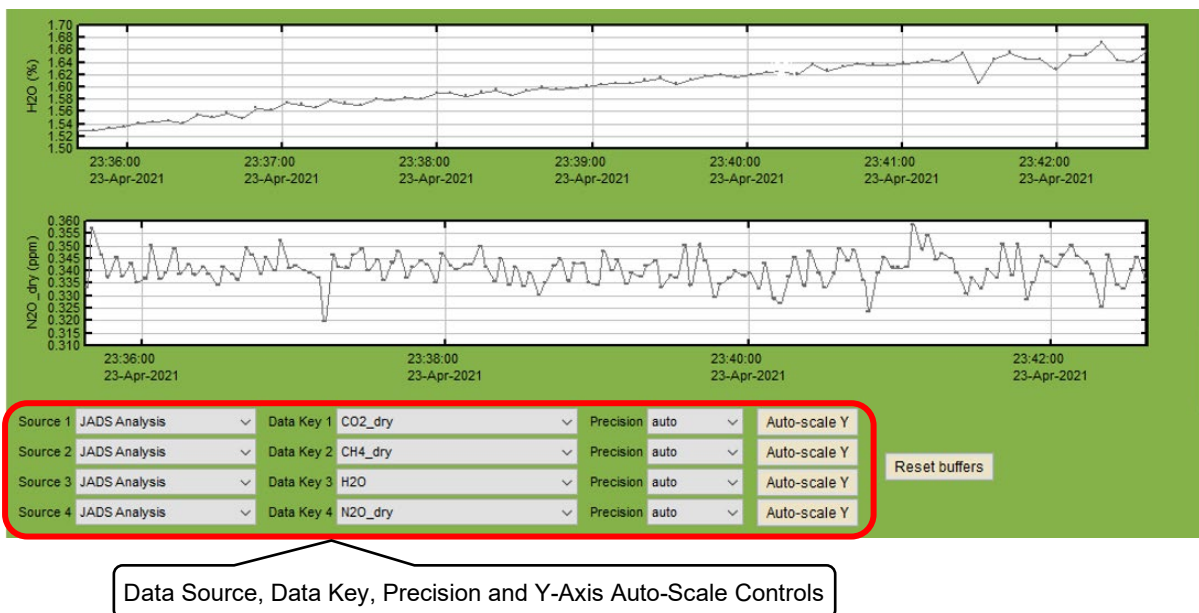 H2O (%)
1.70
1.68
1.66
1.64
1.62
1.60
1.58
1.56
1.54
1.52
1.50
23:36:00 23:37:00 23:38:00 23:39:00 23:40:00 23:41:00 23:42:00
23-Apr-2021 23-Apr-2021 23-Apr-2021 23-Apr-2021 23-Apr-2021 23-Apr-2021 23-Apr-2021
N2O_dry (ppm)
0.360
0.350
0.345
0.340
0.335
0.330
0.325
0.315
0.310
23:36:00 23:38:00 23:40:00 23:42:00
23-Apr-2021 23-Apr-2021 23-Apr-2021 23-Apr-2021
Source 1 JADS Analysis Data Key 1 CO2_dry Precision auto Auto-scale Y
Source 2 JADS Analysis Data Key 2 CH4_dry Precision auto Auto-scale Y
Reset buffers
Source 3 JADS Analysis Data Key 3 H2O Precision auto Auto-scale Y
Source 4 JADS Analysis Data Key 4 N2O_dry Precision auto Auto-scale Y
Data Source, Data Key, Precision and Y-Axis Auto-Scale Controls